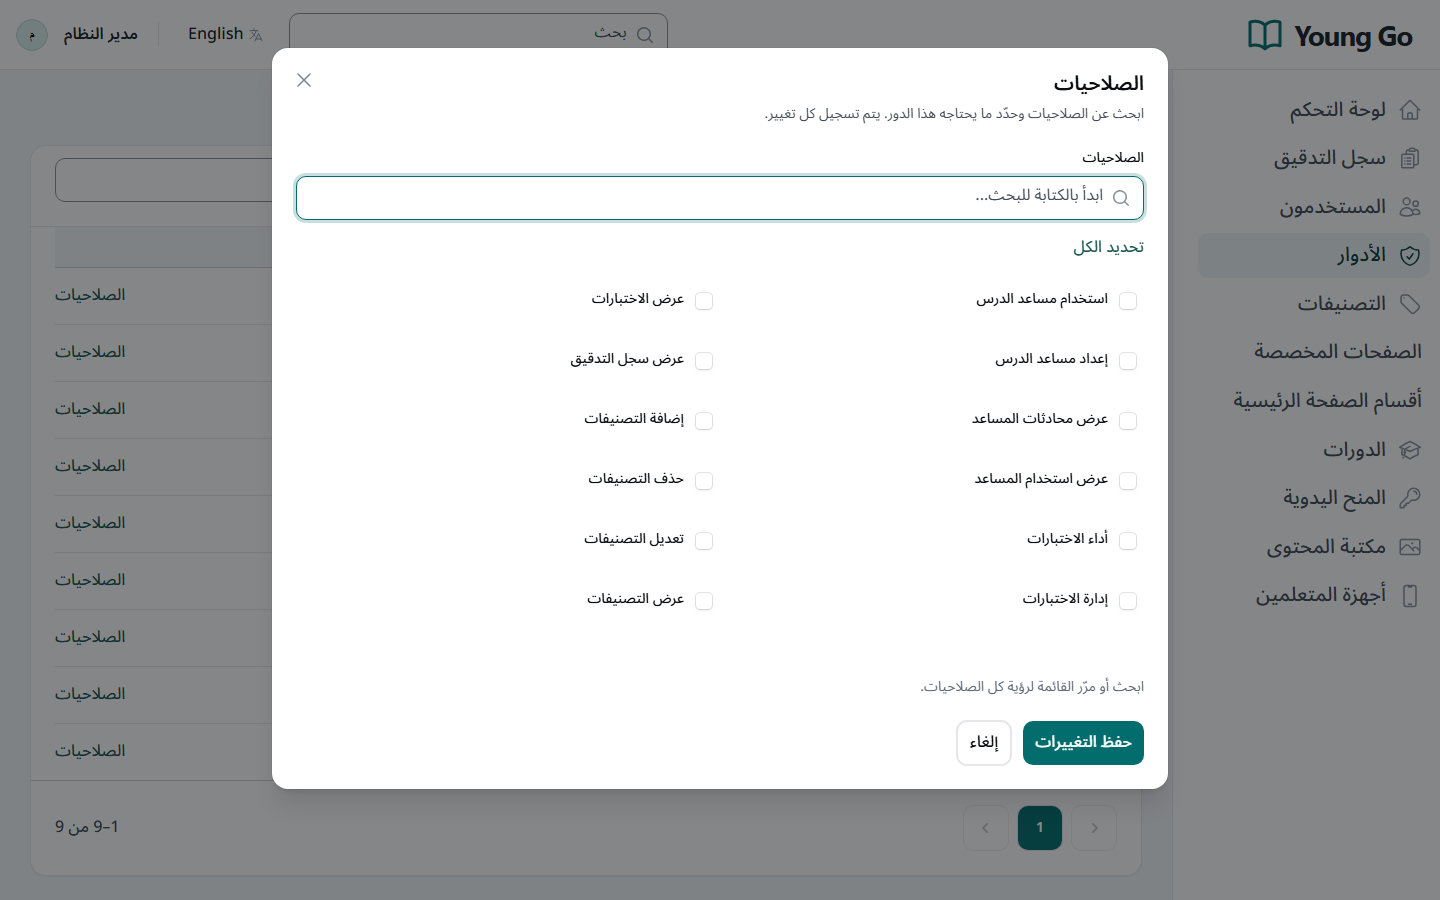 Young Go
بحث
English
مدير النظام
م
لوحة التحكم
سجل التدقيق
المستخدمون
الأدوار
التصنيفات
الصفحات المخصصة
أقسام الصفحة الرئيسية
الدورات
المنح اليدوية
مكتبة المحتوى
أجهزة المتعلمين
الصلاحيات
ابحث عن الصلاحيات وحدّد ما يحتاجه هذا الدور. يتم تسجيل كل تغيير.
الصلاحيات
ابدأ بالكتابة للبحث...
تحديد الكل
استخدام مساعد الدرس
عرض الاختبارات
إعداد مساعد الدرس
عرض سجل التدقيق
عرض محادثات المساعد
إضافة التصنيفات
عرض استخدام المساعد
حذف التصنيفات
أداء الاختبارات
تعديل التصنيفات
إدارة الاختبارات
عرض التصنيفات
ابحث أو مرّر القائمة لرؤية كل الصلاحيات.
حفظ التغييرات
إلغاء
الصلاحيات
الصلاحيات
الصلاحيات
الصلاحيات
الصلاحيات
الصلاحيات
الصلاحيات
الصلاحيات
الصلاحيات
1
1–9 من 9